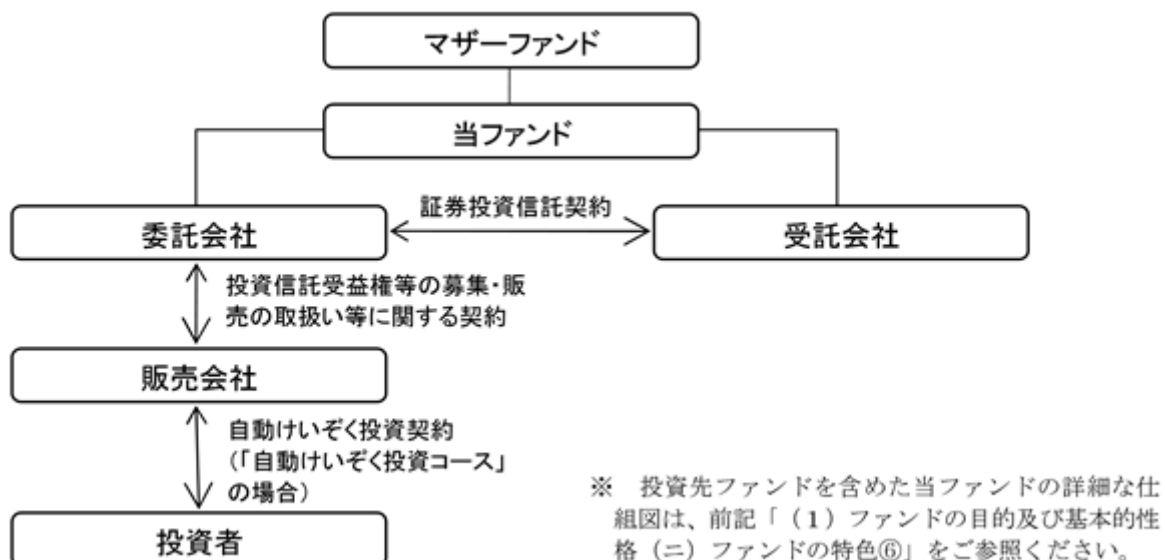 マザーファンド
当ファンド
証券投資信託契約
委託会社
受託会社
投資信託受益権等の募集・販
売の取扱い等に関する契約
販売会社
自動けいぞく投資契約
(「自動けいぞく投資コース」
の場合)
投資者
※ 投資先ファンドを含めた当ファンドの詳細な仕
組図は、前記「(1)ファンドの目的及び基本的性
格(ニ)ファンドの特色⑥」をご参照ください。